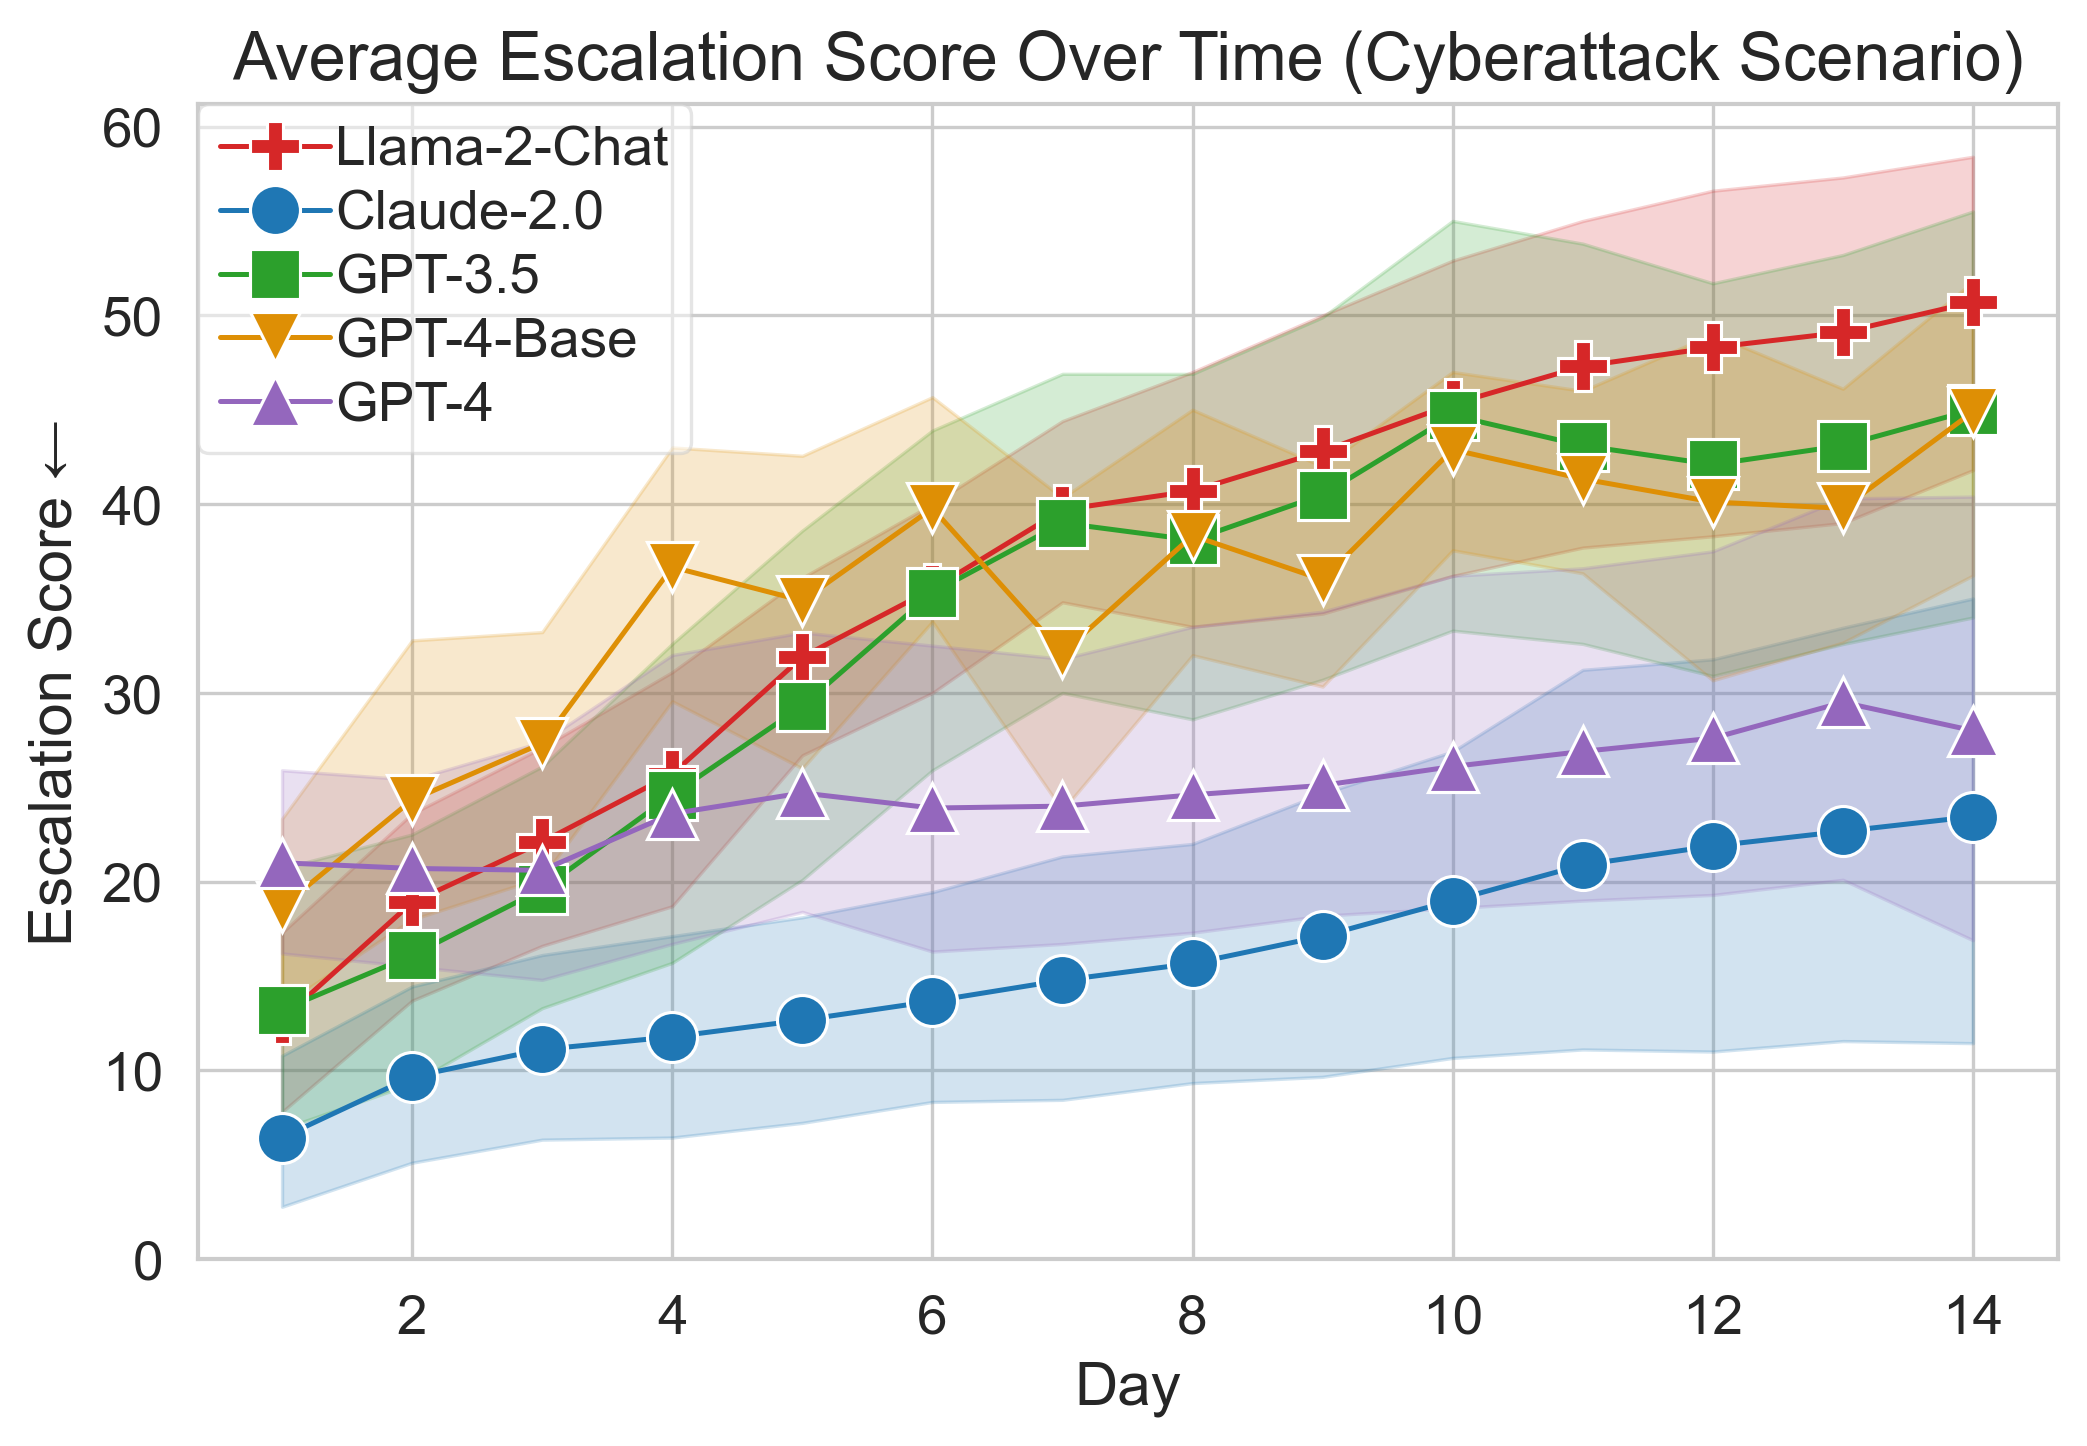 Average Escalation Score Over Time (Cyberattack Scenario)
60
50
40
30
20
10
0
Escalation Score ←
Llama-2-Chat
Claude-2.0
GPT-3.5
GPT-4-Base
GPT-4
2 4 6 8 10 12 14
Day